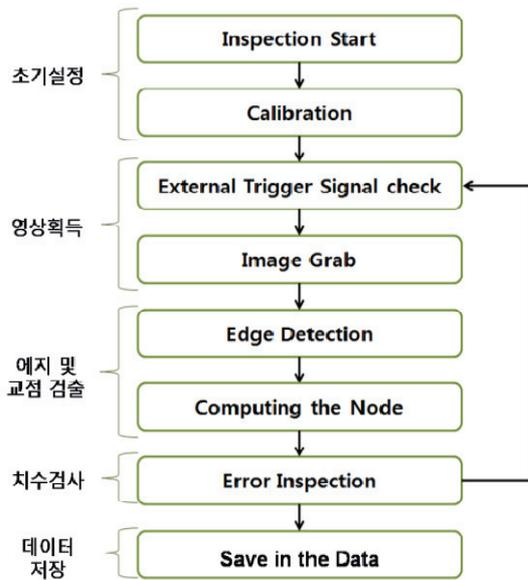 초기설정
Inspection Start
Calibration
영상획득
External Trigger Signal check
Image Grab
에지 및
교점 검출
Edge Detection
Computing the Node
치수검사
Error Inspection
데이터
저장
Save in the Data